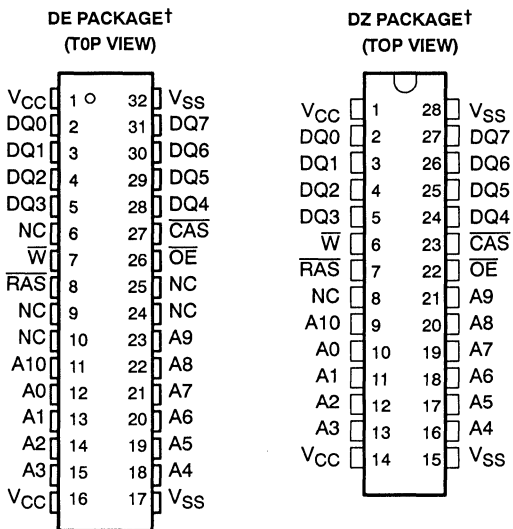 DE PACKAGE†
(TOP VIEW)
VCC 1 32 VSS
DQ0 2 31 DQ7
DQ1 3 30 DQ6
DQ2 4 29 DQ5
DQ3 5 28 DQ4
NC 6 27 C̅A̅S̅
W̅ 7 26 O̅E̅
R̅A̅S̅ 8 25 NC
NC 9 24 NC
NC 10 23 A9
A10 11 22 A8
A0 12 21 A7
A1 13 20 A6
A2 14 19 A5
A3 15 18 A4
VCC 16 17 VSS
DZ PACKAGE†
(TOP VIEW)
VCC 1 28 VSS
DQ0 2 27 DQ7
DQ1 3 26 DQ6
DQ2 4 25 DQ5
DQ3 5 24 DQ4
W̅ 6 23 C̅A̅S̅
R̅A̅S̅ 7 22 O̅E̅
NC 8 21 A9
A10 9 20 A8
A0 10 19 A7
A1 11 18 A6
A2 12 17 A5
A3 13 16 A4
VCC 14 15 VSS